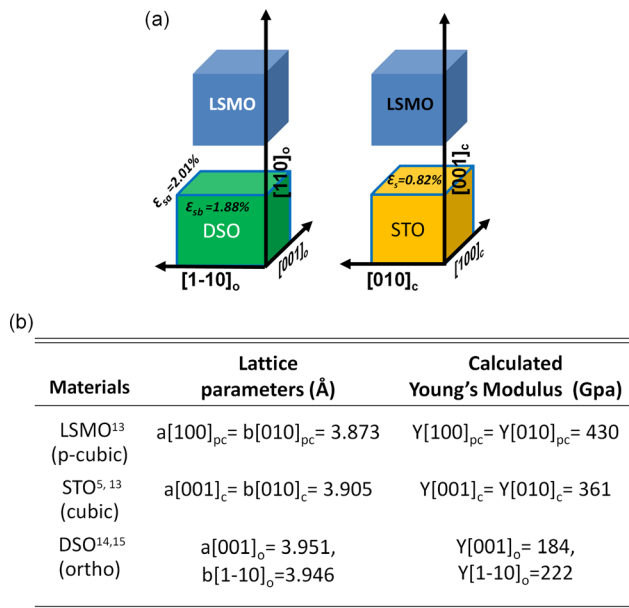 (a)
LSMO
LSMO
[110]o
[001]c
εsa=2.01%
εsb=1.88%
εs=0.82%
DSO
STO
[1-10]o
[001]o
[010]c
[100]c
(b)
Materials
Lattice
parameters (Å)
Calculated
Young's Modulus (Gpa)
LSMO13
(p-cubic)
a[100]pc= b[010]pc= 3.873
Y[100]pc= Y[010]pc= 430
STO5, 13
(cubic)
a[001]c= b[010]c= 3.905
Y[001]c= Y[010]c= 361
DSO14,15
(ortho)
a[001]o= 3.951,
b[1-10]o=3.946
Y[001]o= 184,
Y[1-10]o=222